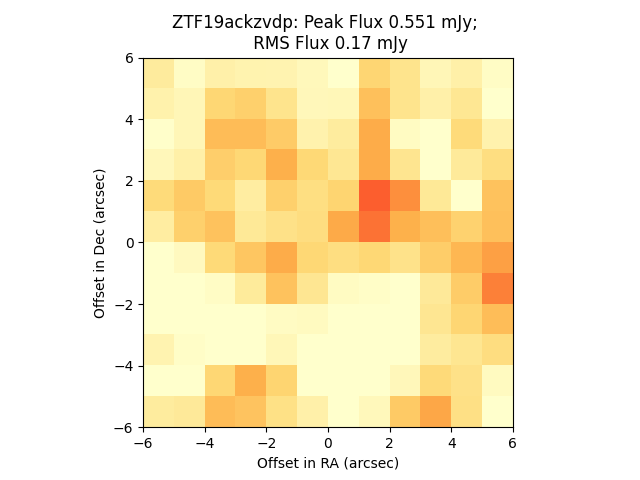 ZTF19ackzvdp: Peak Flux 0.551 mJy;
RMS Flux 0.17 mJy
6
4
2
0
−2
−4
−6
Offset in Dec (arcsec)
−6 −4 −2 0 2 4 6
Offset in RA (arcsec)